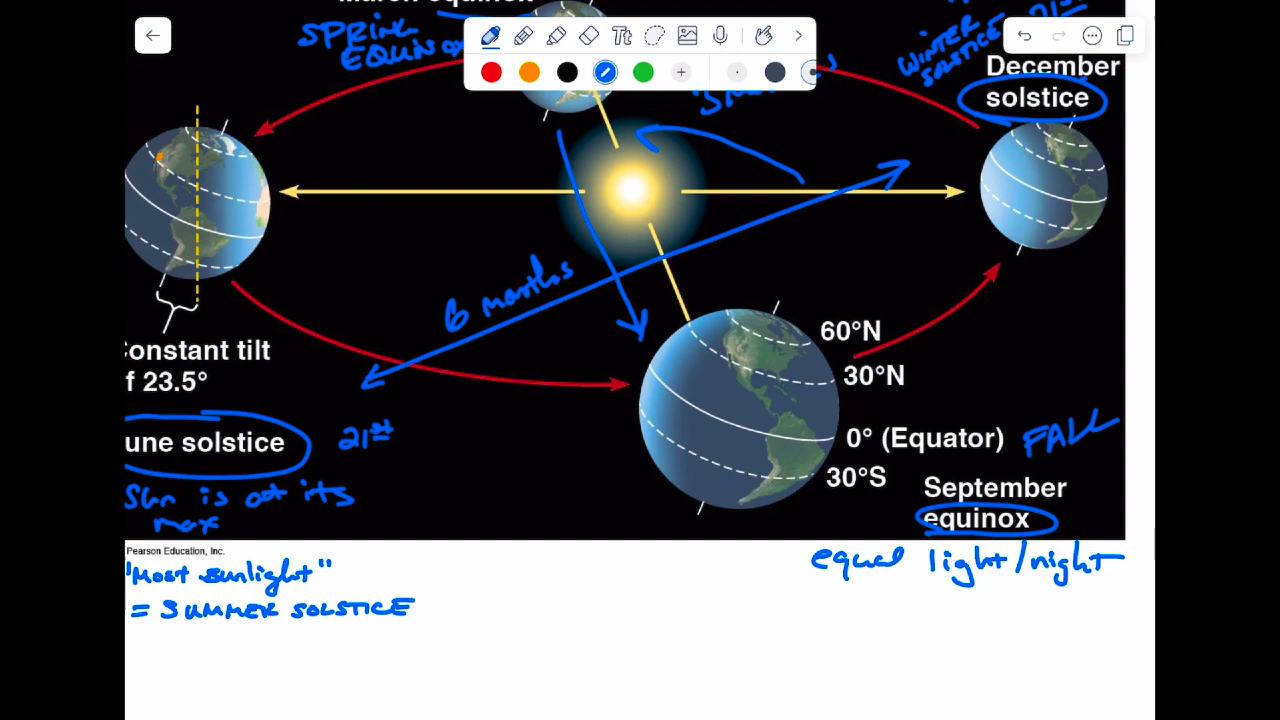 March equinox
SPRING
EQUINOX
WINTER
SOLSTICE
December
solstice
6 months
Constant tilt
f 23.5°
une solstice
21st
Sun is at its
max
60°N
30°N
0° (Equator)
FALL
30°S
September
equinox
Pearson Education, Inc.
"Most sunlight"
= SUMMER SOLSTICE
equal light/night
Tt